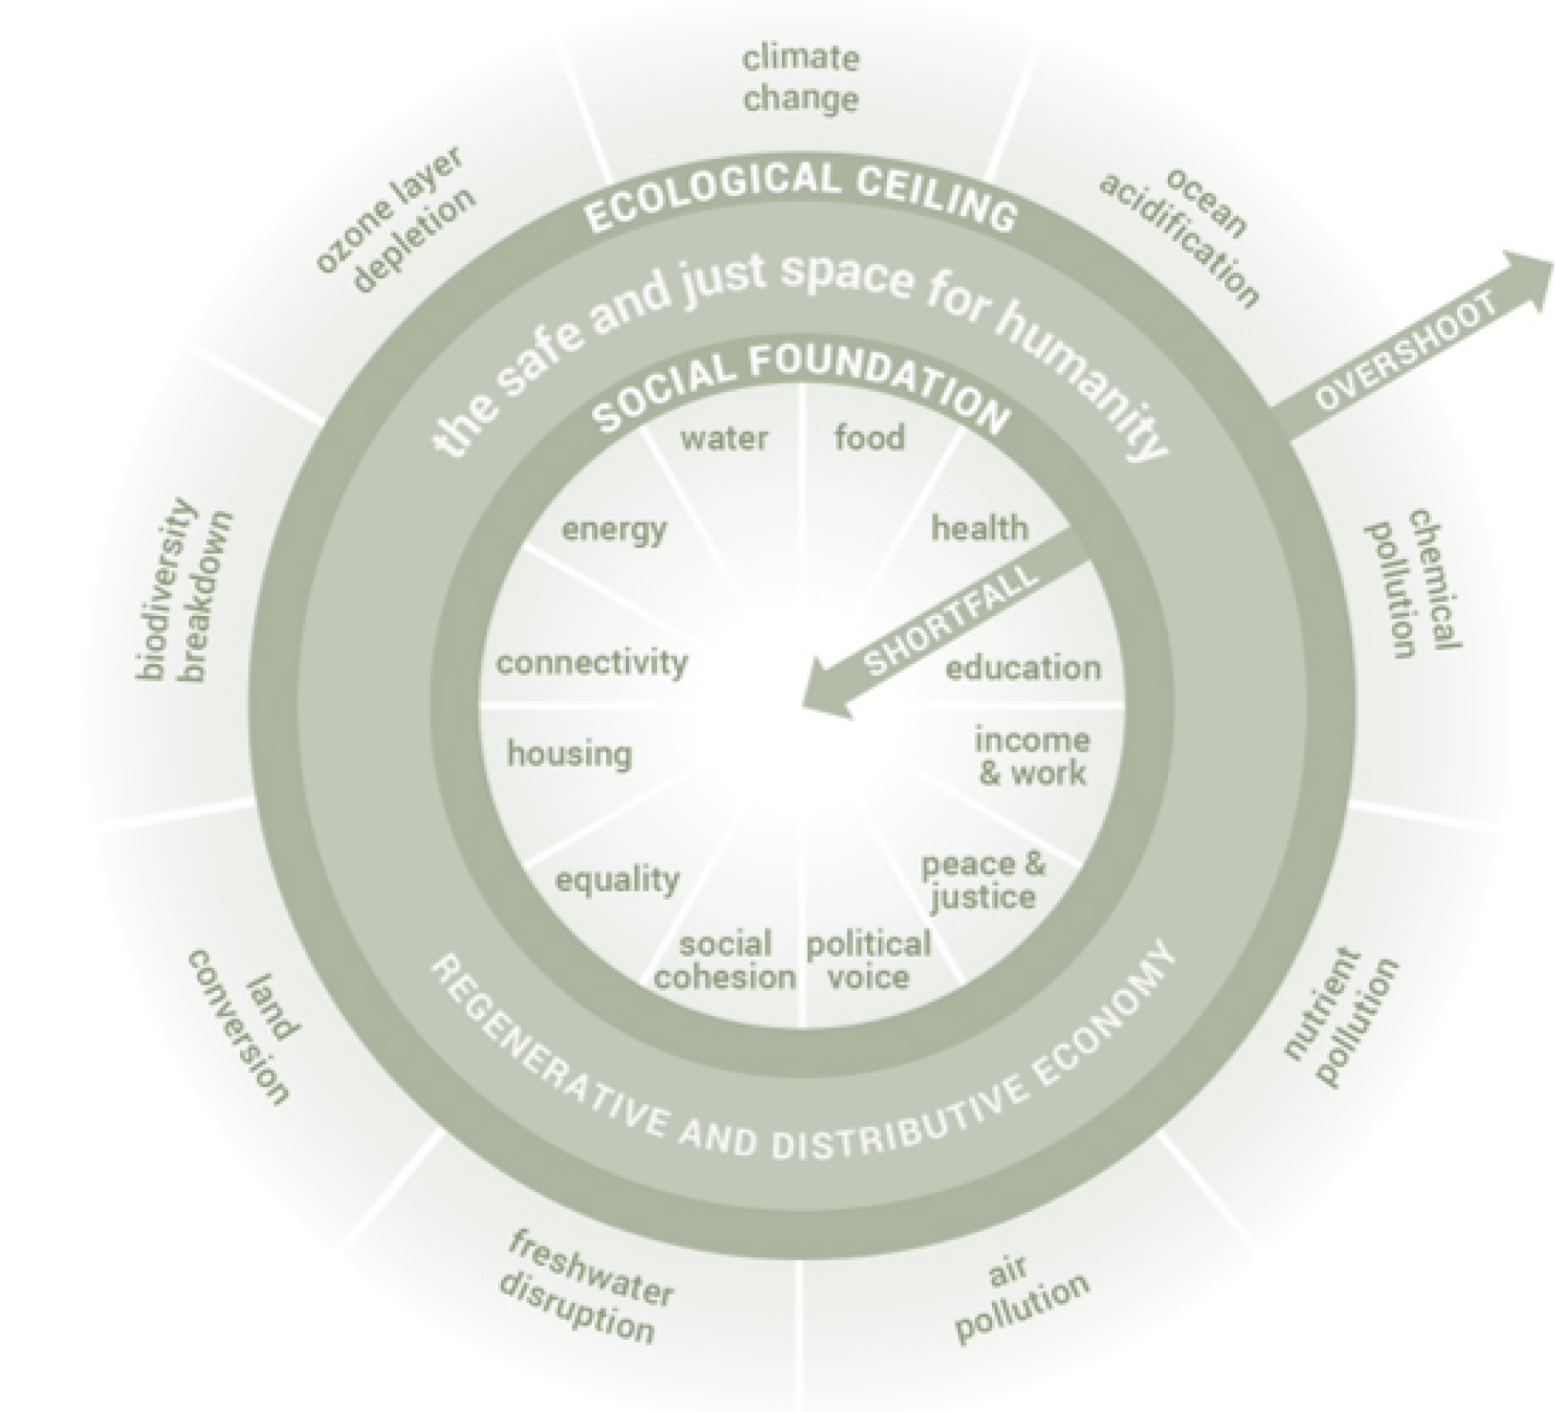 climate
change
ocean
acidification
chemical
pollution
nutrient
pollution
air
pollution
freshwater
disruption
land
conversion
biodiversity
breakdown
ozone layer
depletion
OVERSHOOT
ECOLOGICAL CEILING
the safe and just space for humanity
SOCIAL FOUNDATION
water
food
health
SHORTFALL
education
income
& work
peace &
justice
political
voice
social
cohesion
equality
housing
connectivity
energy
REGENERATIVE AND DISTRIBUTIVE ECONOMY